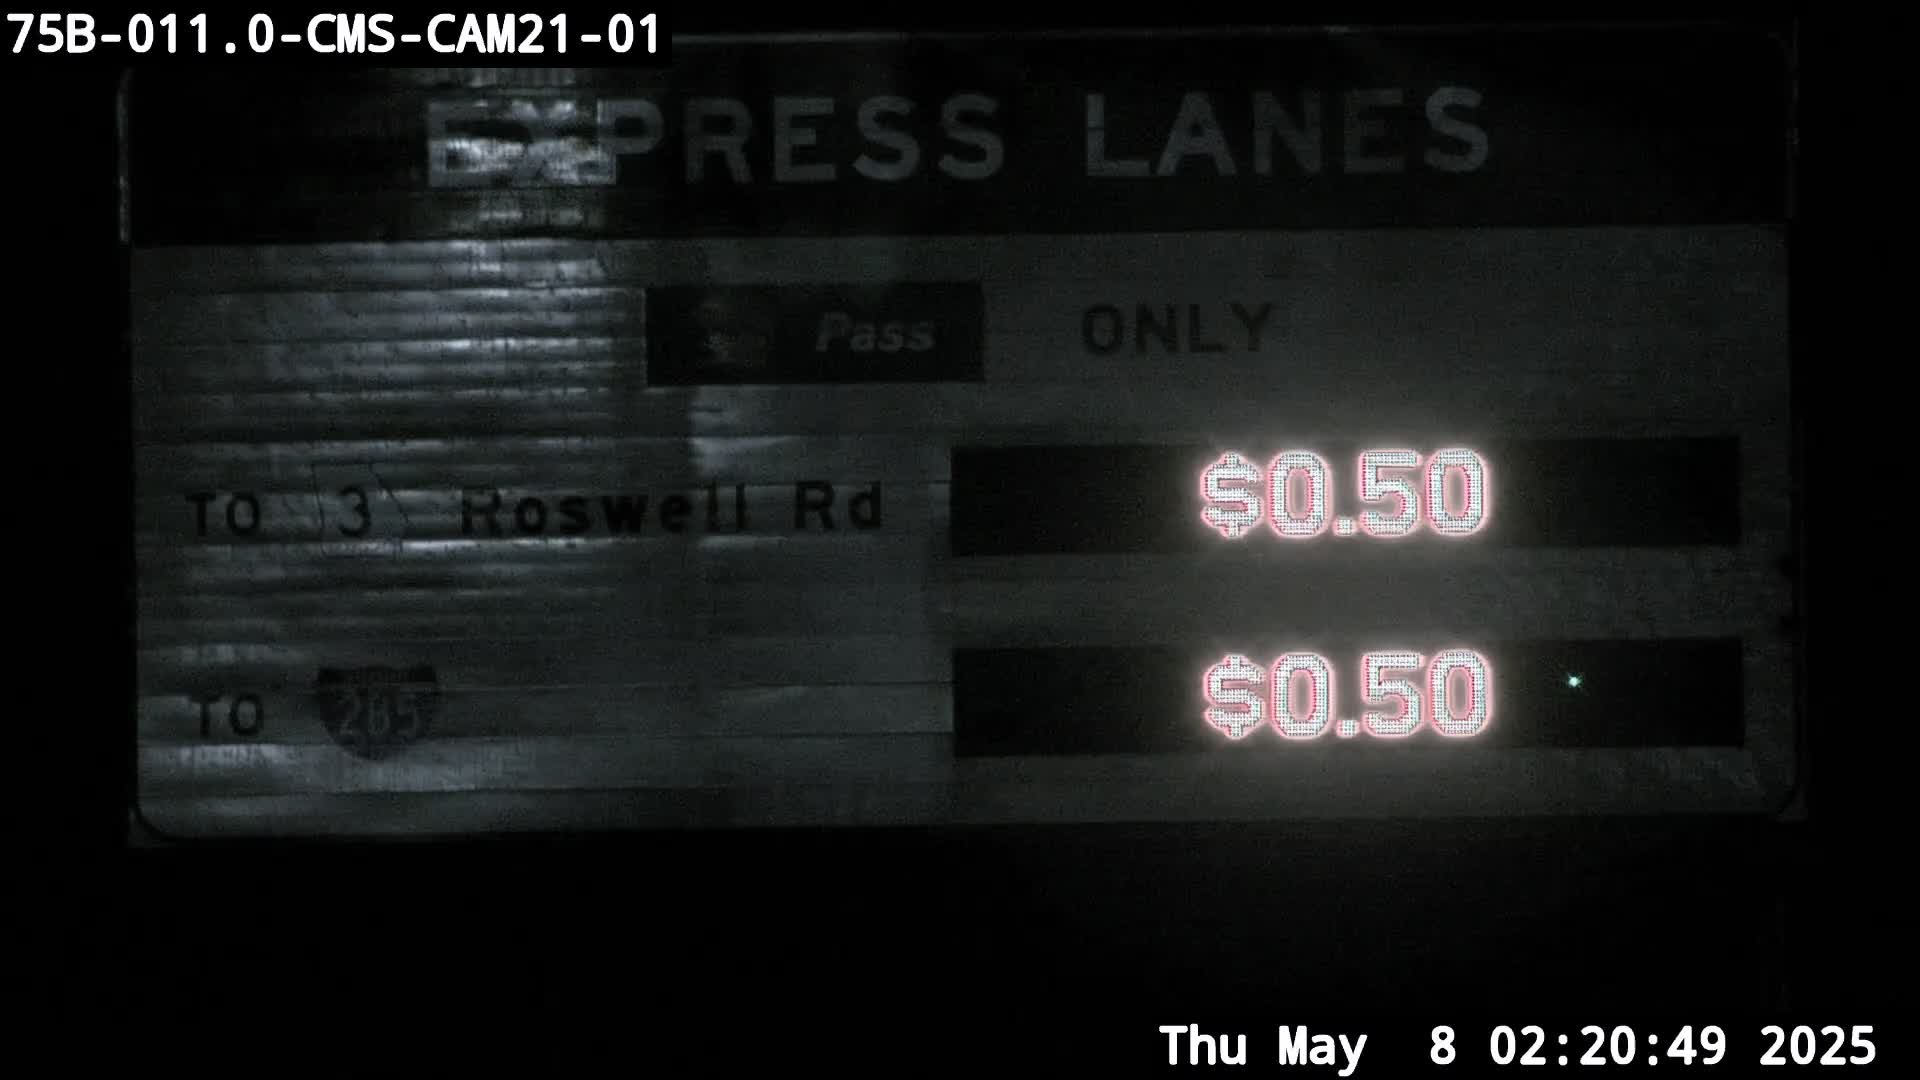 75B-011.0-CMS-CAM21-01
EXPRESS LANES
Pass ONLY
TO 3 Roswell Rd $0.50
TO 285 $0.50
Thu May 8 02:20:49 2025